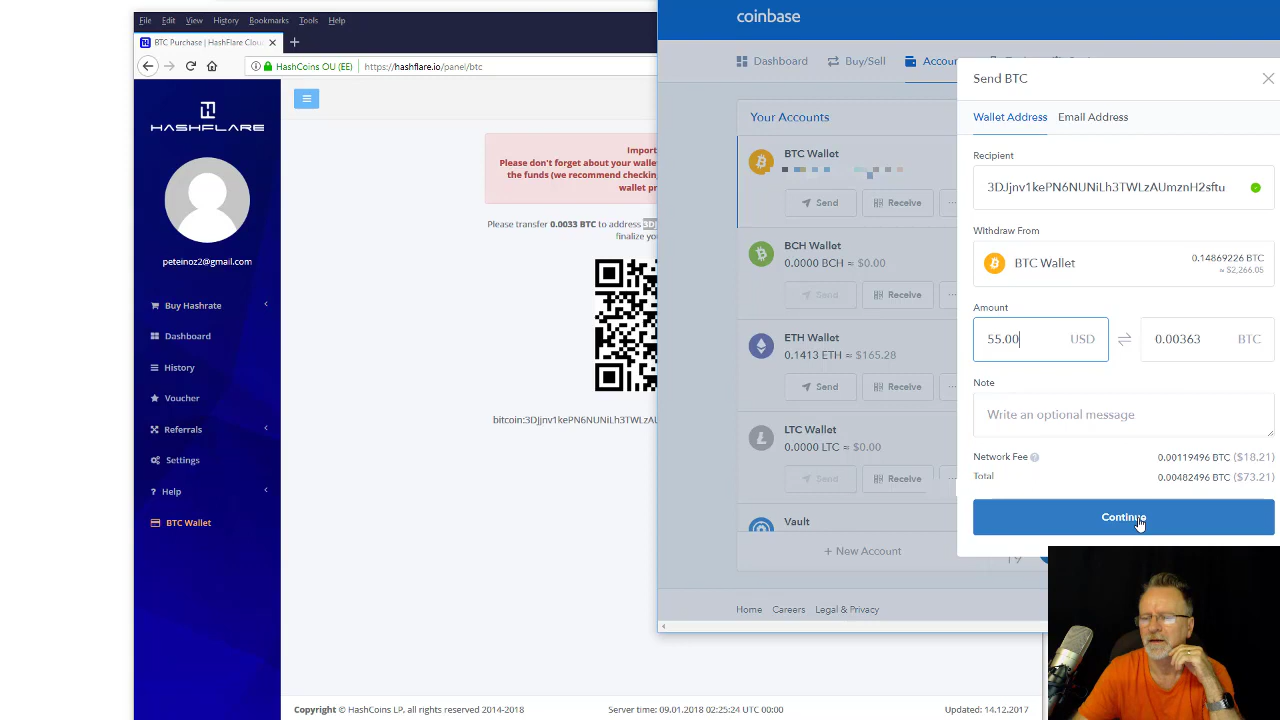 File Edit View History Bookmarks Tools Help
BTC Purchase | HashFlare Clou
HashCoins OU (EE) https://hashflare.io/panel/btc
HASHFLARE
peteinoz2@gmail.com
Buy Hashrate
Dashboard
History
Voucher
Referrals
Settings
Help
BTC Wallet
Import
Please don't forget about your walle
the funds (we recommend checkin
wallet pr
Please transfer 0.0033 BTC to address 3DJ
finalize yo
bitcoin:3DJjnv1kePN6NUNiLh3TWLzAU
Copyright © HashCoins LP, all rights reserved 2014-2018
Server time: 09.01.2018 02:25:24 UTC 00:00
Updated: 14.12.2017
coinbase
Dashboard Buy/Sell Accou
Your Accounts
BTC Wallet
Send Receive
BCH Wallet
0.0000 BCH ≈ $0.00
Send Receive
ETH Wallet
0.1413 ETH ≈ $165.28
Send Receive
LTC Wallet
0.0000 LTC ≈ $0.00
Send Receive
Vault
+ New Account
Home Careers Legal & Privacy
Send BTC
Wallet Address Email Address
Recipient
3DJjnv1kePN6NUNiLh3TWLzAUmznH2sftu
Withdraw From
BTC Wallet
0.14869226 BTC
≈ $2,266.05
Amount
55.00 USD 0.00363 BTC
Note
Write an optional message
Network Fee 0.00119496 BTC ($18.21)
Total 0.00482496 BTC ($73.21)
Continue